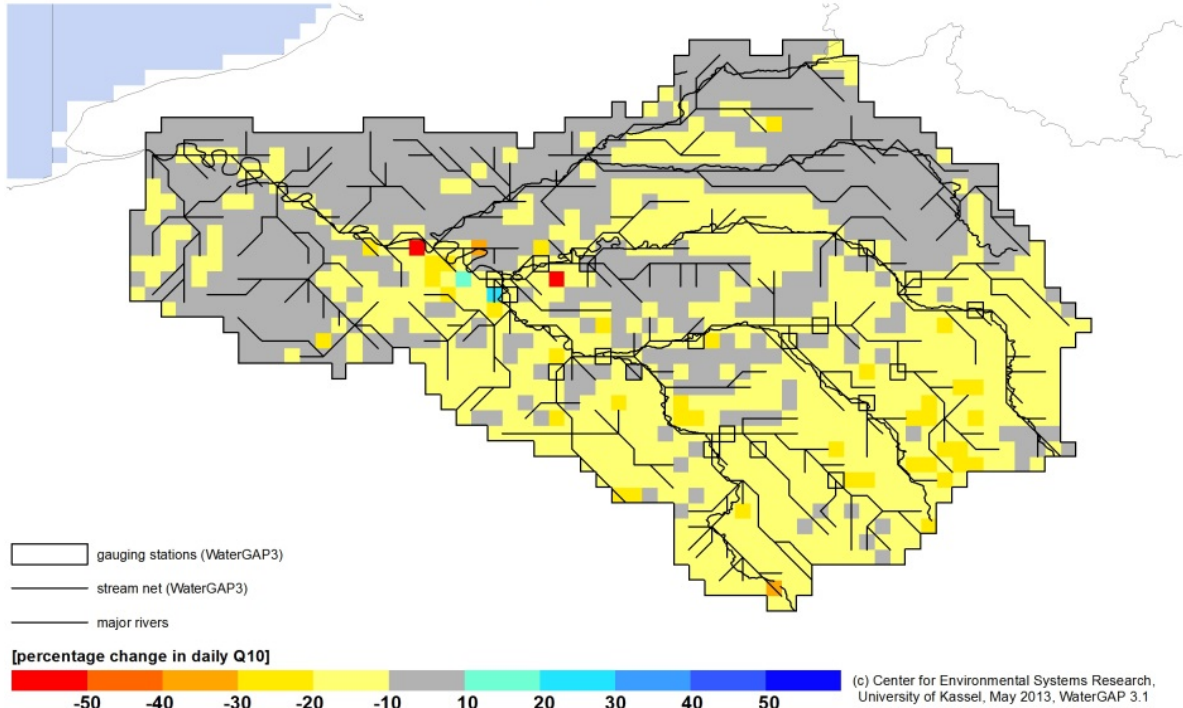 gauging stations (WaterGAP3)
stream net (WaterGAP3)
major rivers
[percentage change in daily Q10]
-50 -40 -30 -20 -10 10 20 30 40 50
(c) Center for Environmental Systems Research,
University of Kassel, May 2013, WaterGAP 3.1